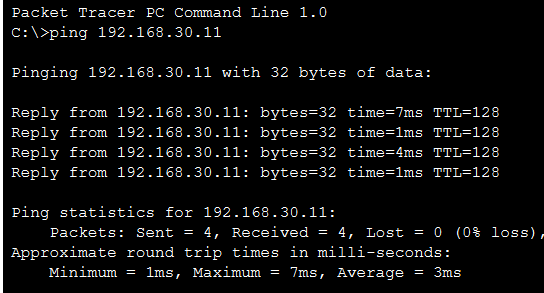 Packet Tracer PC Command Line 1.0
C:\>ping 192.168.30.11
Pinging 192.168.30.11 with 32 bytes of data:
Reply from 192.168.30.11: bytes=32 time=7ms TTL=128
Reply from 192.168.30.11: bytes=32 time=1ms TTL=128
Reply from 192.168.30.11: bytes=32 time=4ms TTL=128
Reply from 192.168.30.11: bytes=32 time=1ms TTL=128
Ping statistics for 192.168.30.11:
Packets: Sent = 4, Received = 4, Lost = 0 (0% loss),
Approximate round trip times in milli-seconds:
Minimum = 1ms, Maximum = 7ms, Average = 3ms